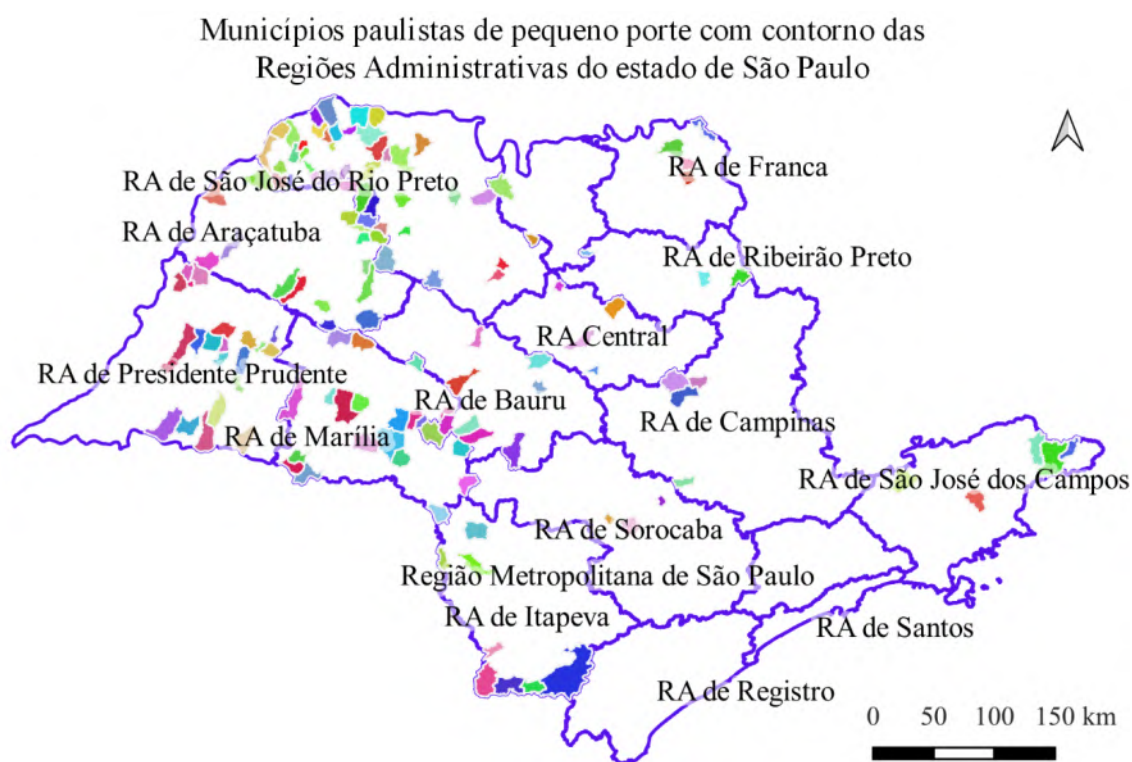 Municípios paulistas de pequeno porte com contorno das
Regiões Administrativas do estado de São Paulo
RA de Franca
RA de São José do Rio Preto
RA de Araçatuba
RA de Ribeirão Preto
RA Central
RA de Presidente Prudente
RA de Bauru
RA de Campinas
RA de Marília
RA de São José dos Campos
RA de Sorocaba
Região Metropolitana de São Paulo
RA de Itapeva
RA de Santos
RA de Registro
0 50 100 150 km